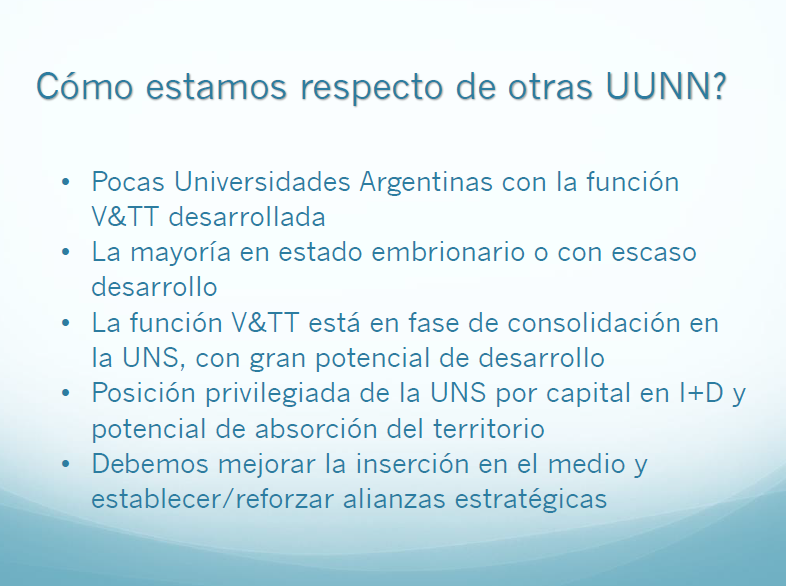 Cómo estamos respecto de otras UUNN?
• Pocas Universidades Argentinas con la función
V&TT desarrollada
• La mayoría en estado embrionario o con escaso
desarrollo
• La función V&TT está en fase de consolidación en
la UNS, con gran potencial de desarrollo
• Posición privilegiada de la UNS por capital en I+D y
potencial de absorción del territorio
• Debemos mejorar la inserción en el medio y
establecer/reforzar alianzas estratégicas